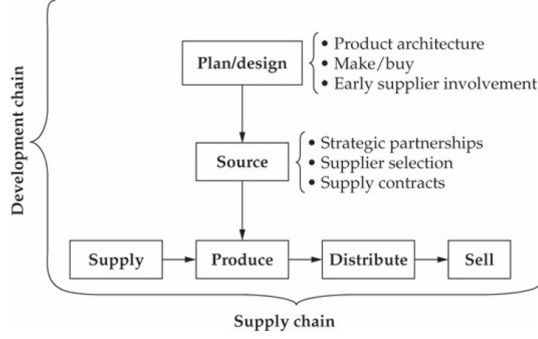 Development chain
Plan/design
• Product architecture
• Make/buy
• Early supplier involvement
Source
• Strategic partnerships
• Supplier selection
• Supply contracts
Supply
Produce
Distribute
Sell
Supply chain